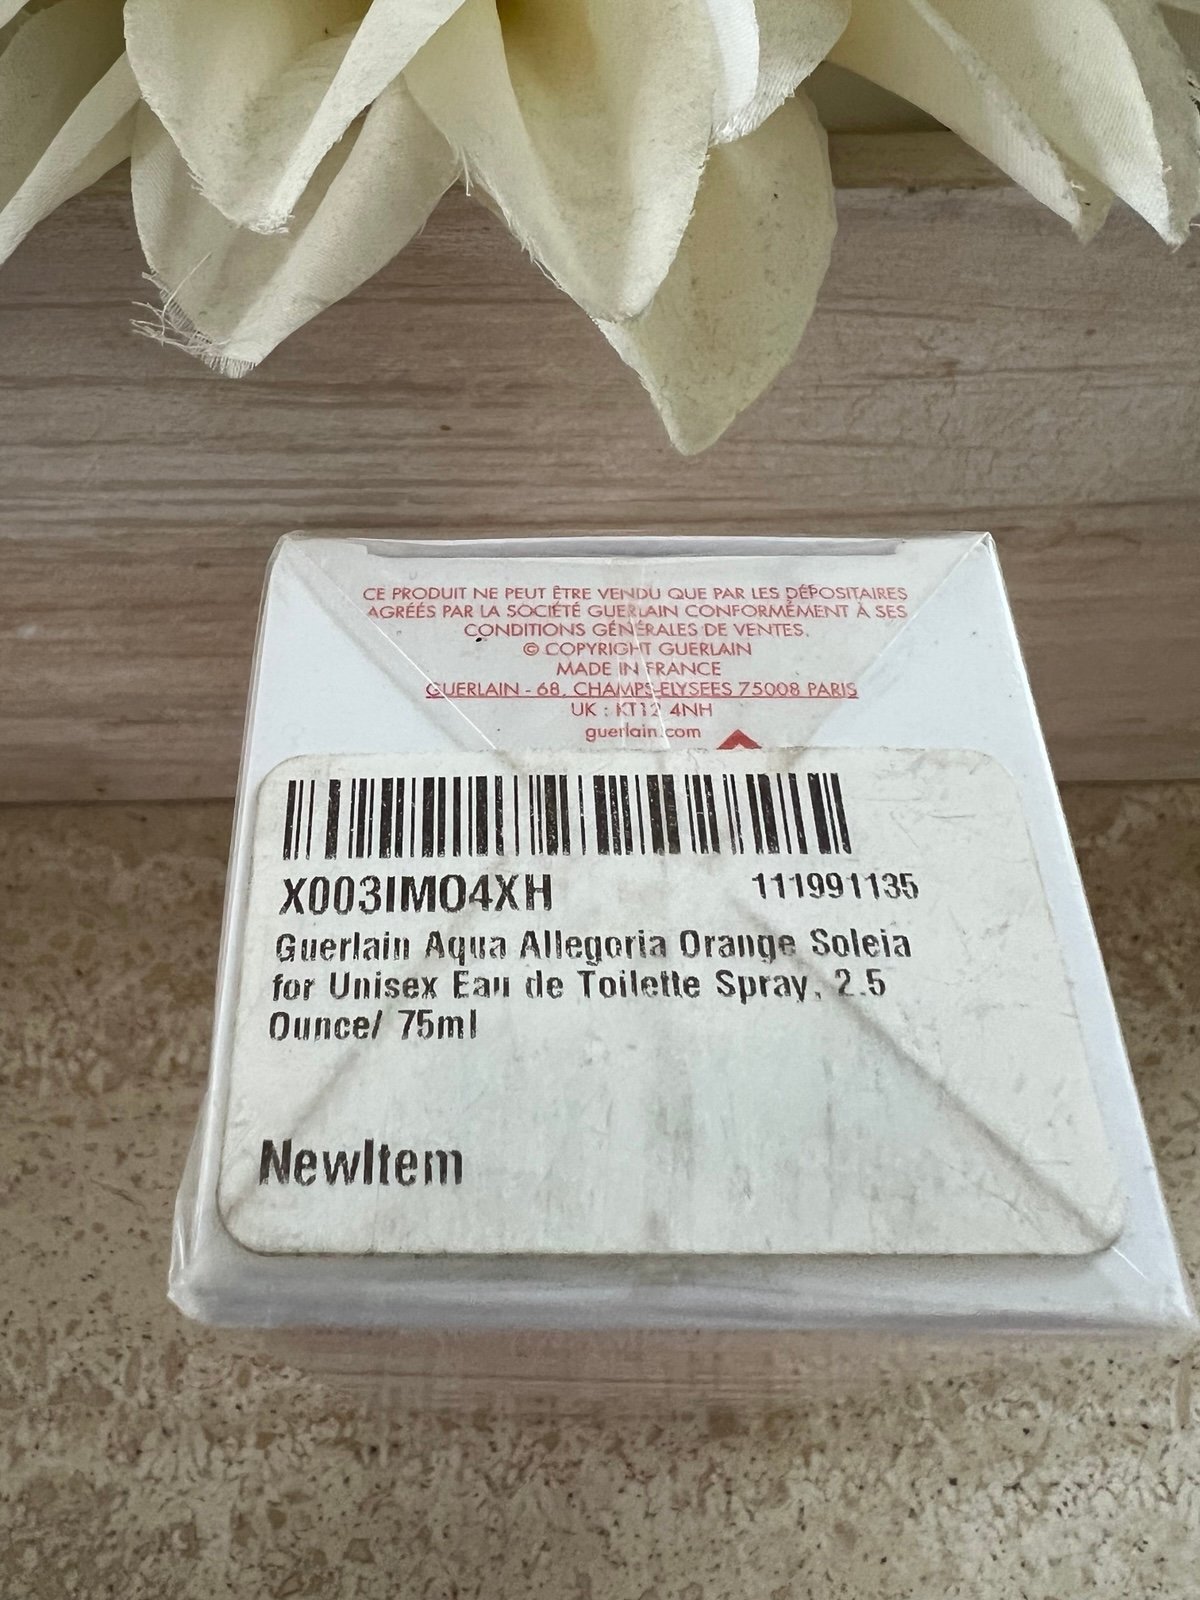 CE PRODUIT NE PEUT ÊTRE VENDU QUE PAR LES DÉPOSITAIRES
AGRÉÉS PAR LA SOCIÉTÉ GUERLAIN CONFORMÉMENT À SES
CONDITIONS GÉNÉRALES DE VENTES.
© COPYRIGHT GUERLAIN
MADE IN FRANCE
GUERLAIN - 68, CHAMPS-ELYSEES 75008 PARIS
UK : KT12 4NH
guerlain.com
X003IMO4XH 111991135
Guerlain Aqua Allegoria Orange Soleia
for Unisex Eau de Toilette Spray, 2.5
Ounce/ 75ml
NewItem